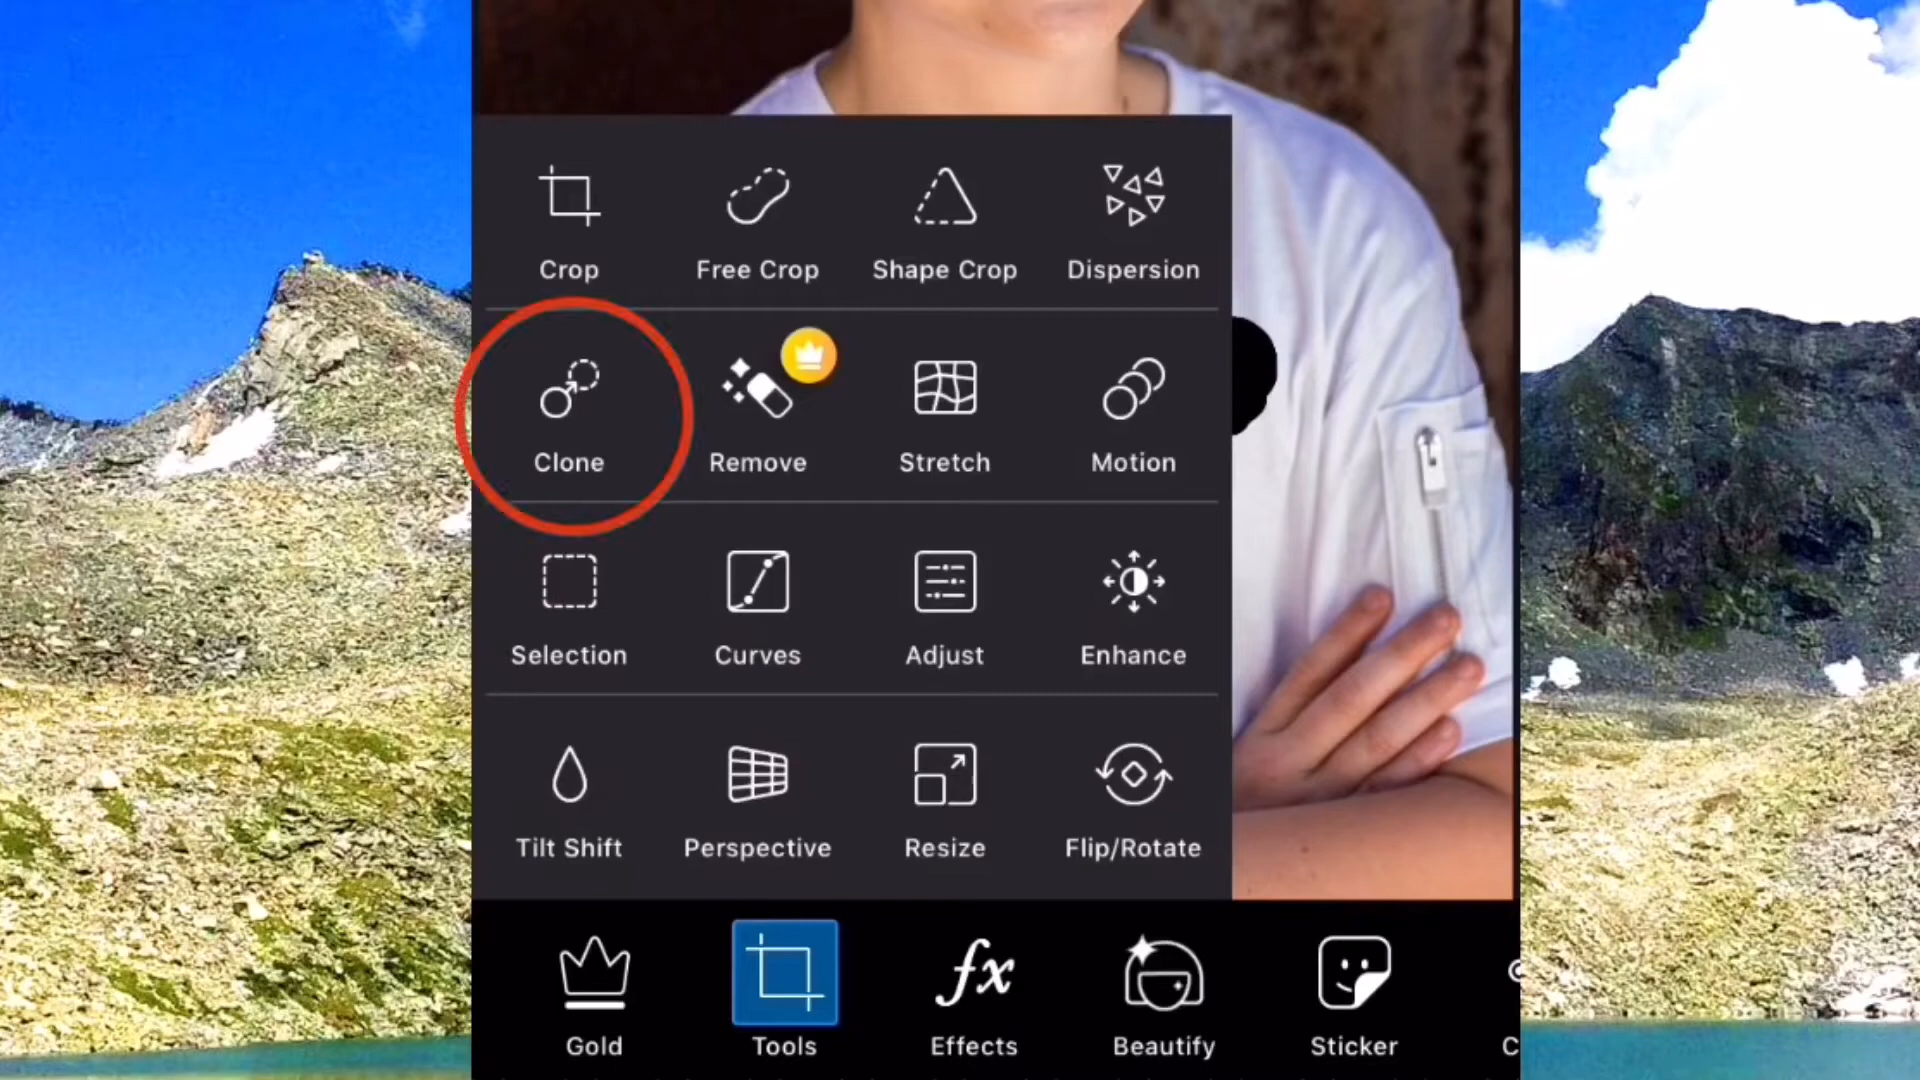 Crop Free Crop Shape Crop Dispersion
Clone Remove Stretch Motion
Selection Curves Adjust Enhance
Tilt Shift Perspective Resize Flip/Rotate
fx
Gold Tools Effects Beautify Sticker C